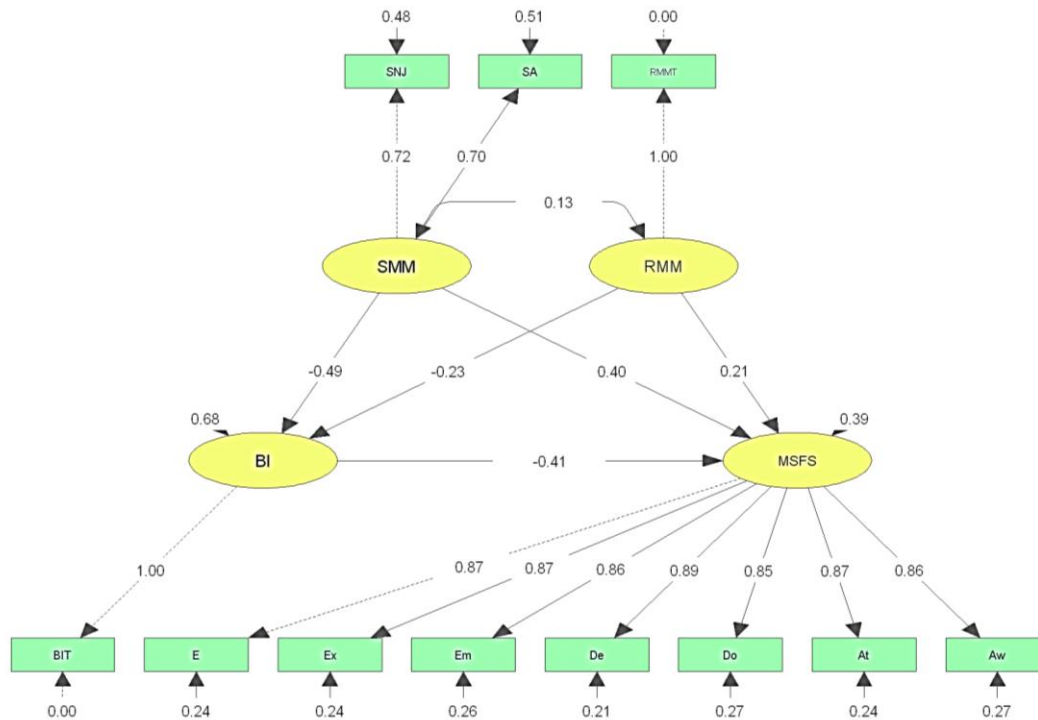 0.48 0.51 0.00
SNJ SA RMMT
0.72 0.70 1.00
0.13
SMM RMM
-0.49 -0.23 0.40 0.21
0.68 0.39
BI -0.41 MSFS
1.00 0.87 0.87 0.86 0.89 0.85 0.87 0.86
BIT E Ex Em De Do At Aw
0.00 0.24 0.24 0.26 0.21 0.27 0.24 0.27